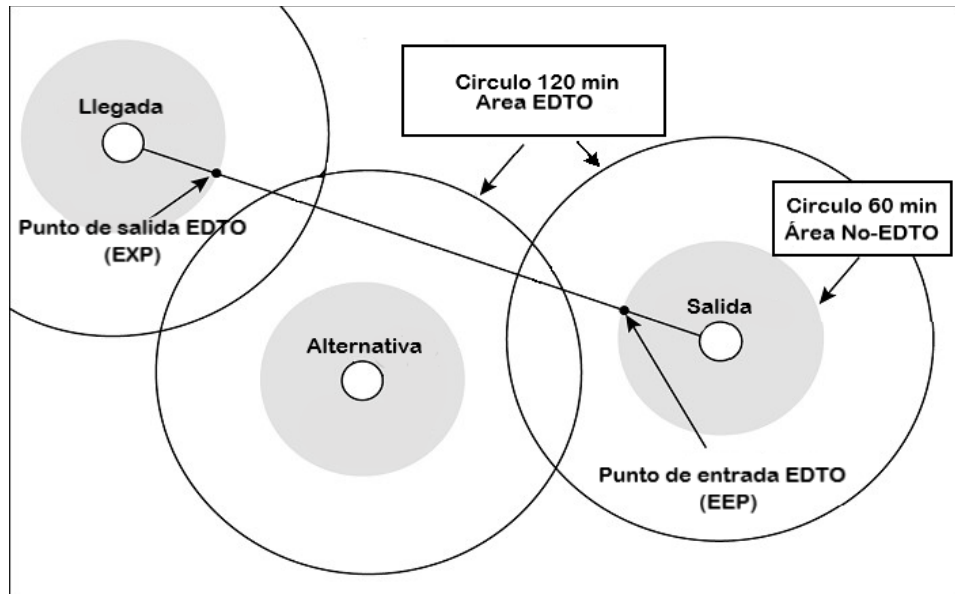 Llegada
Circulo 120 min
Area EDTO
Punto de salida EDTO
(EXP)
Circulo 60 min
Área No-EDTO
Salida
Alternativa
Punto de entrada EDTO
(EEP)